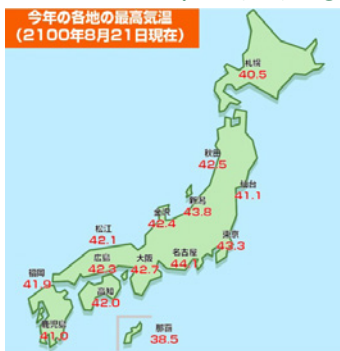 今年の各地の最高気温
(2100年8月21日現在)
札幌
40.5
秋田
42.5
仙台
41.1
新潟
43.8
金沢
42.4
松江
42.1
東京
43.3
名古屋
44.1
広島
42.3
大阪
42.7
福岡
41.9
高知
42.0
鹿児島
41.0
那覇
38.5